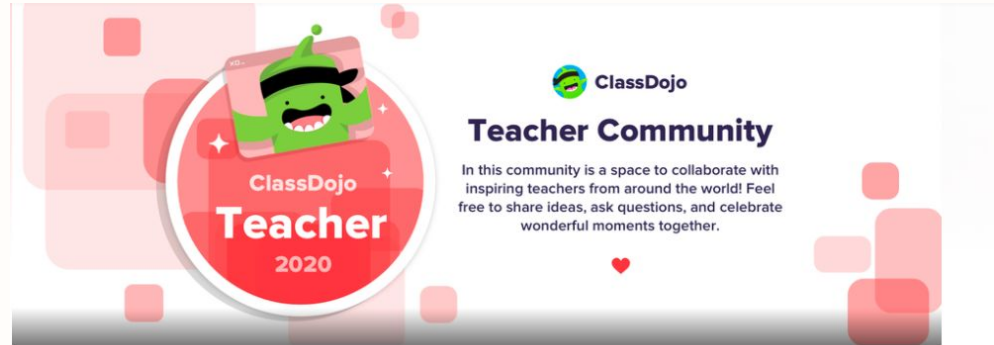 ClassDojo
Teacher
2020
ClassDojo
Teacher Community
In this community is a space to collaborate with
inspiring teachers from around the world! Feel
free to share ideas, ask questions, and celebrate
wonderful moments together.